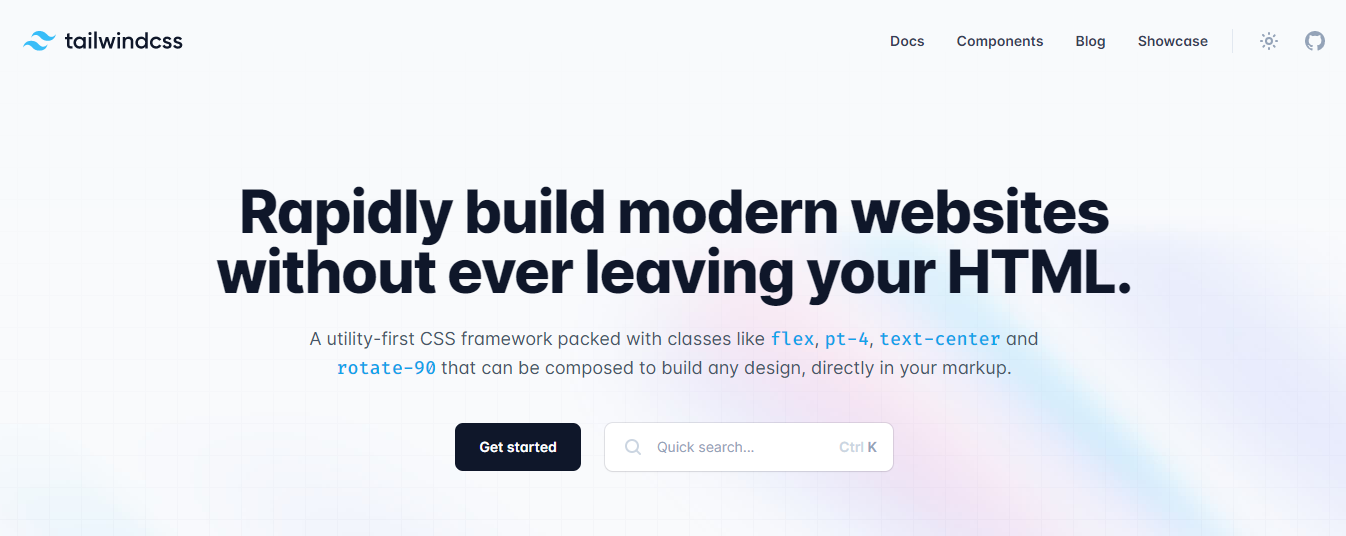 tailwindcss
Docs Components Blog Showcase
Rapidly build modern websites
without ever leaving your HTML.
A utility-first CSS framework packed with classes like flex, pt-4, text-center and
rotate-90 that can be composed to build any design, directly in your markup.
Get started
Quick search... Ctrl K